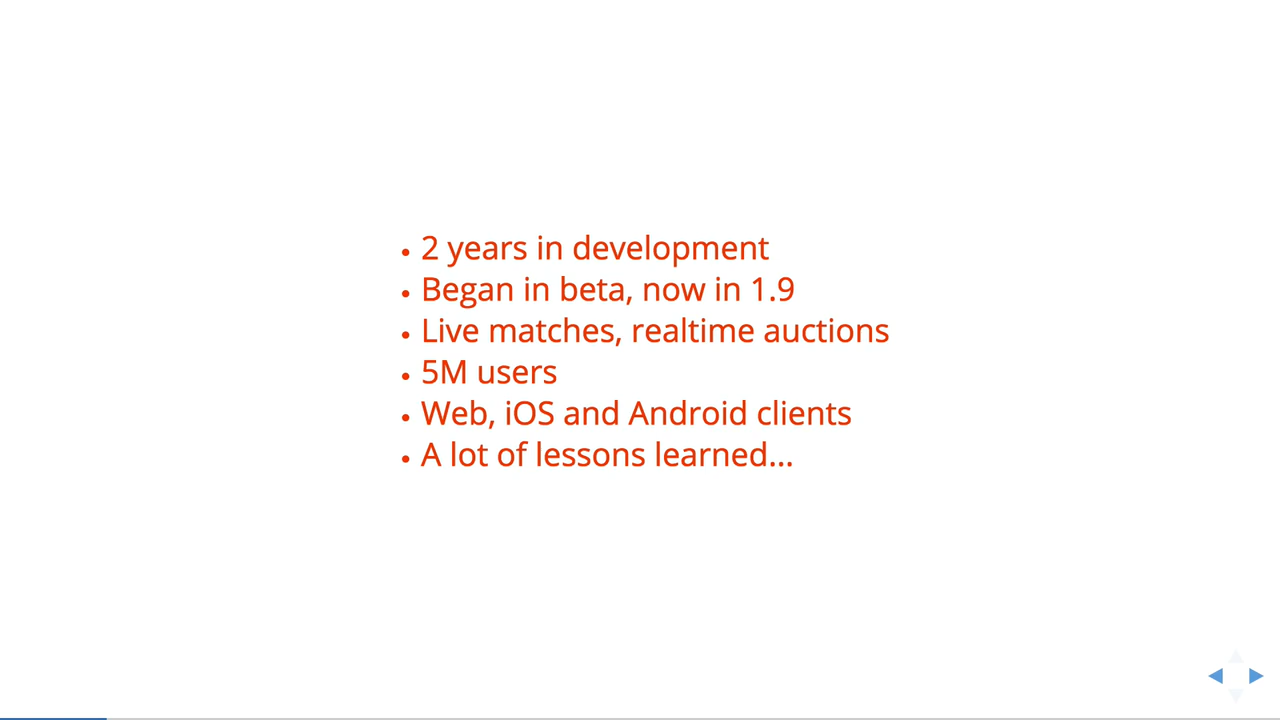 • 2 years in development
• Began in beta, now in 1.9
• Live matches, realtime auctions
• 5M users
• Web, iOS and Android clients
• A lot of lessons learned...